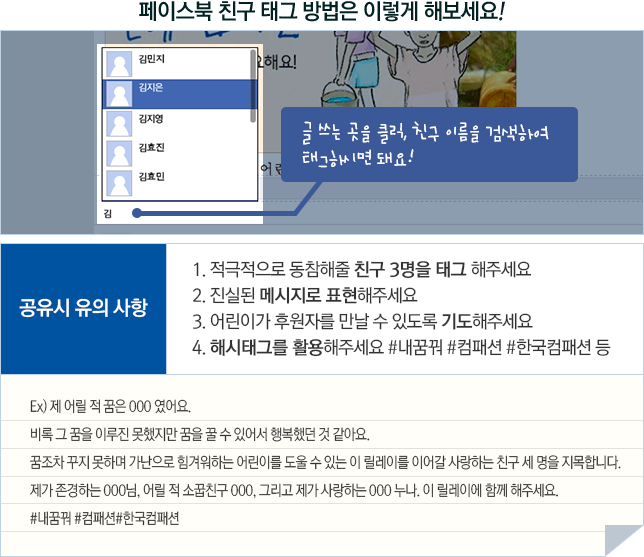 페이스북 친구 태그 방법은 이렇게 해보세요!
해요!
김민지
김지은
김지영
김효진
김효민
글 쓰는 곳을 클릭, 친구 이름을 검색하여
태그하시면 돼요!
어린
김
공유시 유의 사항
1. 적극적으로 동참해줄 친구 3명을 태그 해주세요
2. 진실된 메시지로 표현해주세요
3. 어린이가 후원자를 만날 수 있도록 기도해주세요
4. 해시태그를 활용해주세요 #내꿈꿔 #컴패션 #한국컴패션 등
Ex) 제 어릴 적 꿈은 000 였어요.
비록 그 꿈을 이루진 못했지만 꿈을 꿀 수 있어서 행복했던 것 같아요.
꿈조차 꾸지 못하며 가난으로 힘겨워하는 어린이를 도울 수 있는 이 릴레이를 이어갈 사랑하는 친구 세 명을 지목합니다.
제가 존경하는 000님, 어릴 적 소꿉친구 000, 그리고 제가 사랑하는 000 누나. 이 릴레이에 함께 해주세요.
#내꿈꿔 #컴패션#한국컴패션